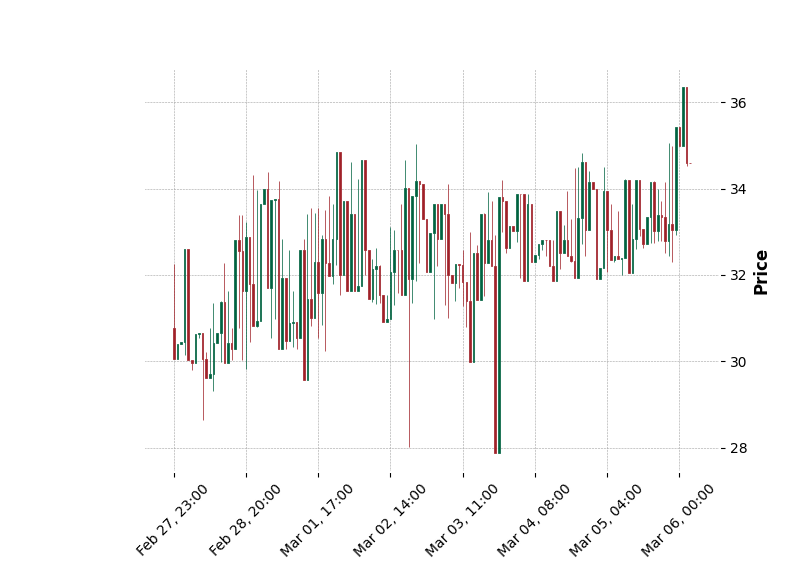 36
34
32
30
28
Price
Feb 27, 23:00
Feb 28, 20:00
Mar 01, 17:00
Mar 02, 14:00
Mar 03, 11:00
Mar 04, 08:00
Mar 05, 04:00
Mar 06, 00:00